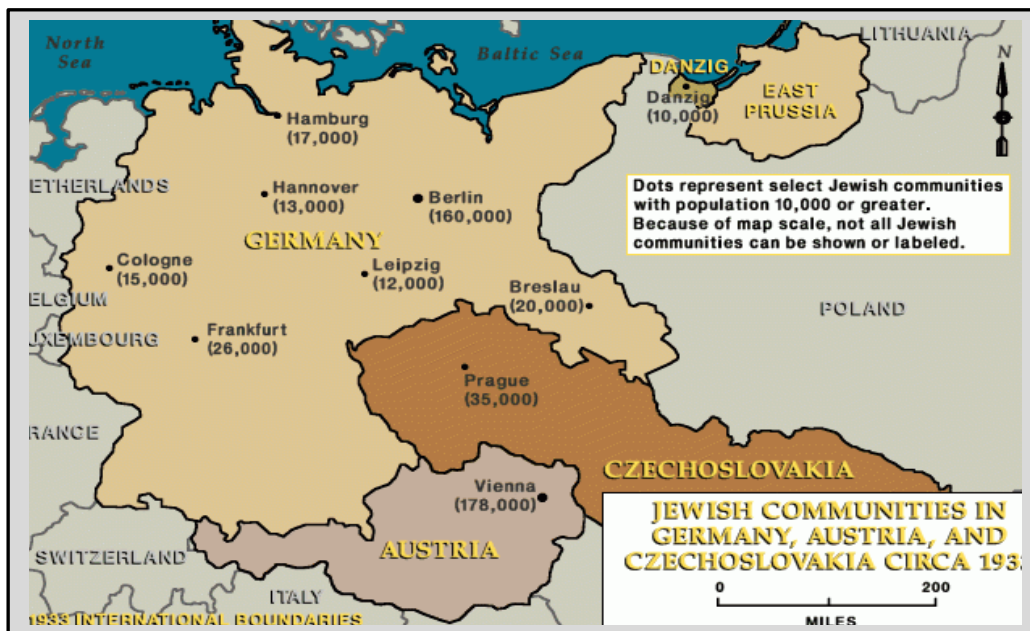 North
Sea
Baltic Sea
LITHUANIA
DANZIG
Danzig
(10,000)
EAST
PRUSSIA
Hamburg
(17,000)
ETHERLANDS
Hannover
(13,000)
Berlin
(160,000)
Dots represent select Jewish communities
with population 10,000 or greater.
Because of map scale, not all Jewish
communities can be shown or labeled.
GERMANY
Cologne
(15,000)
Leipzig
(12,000)
ELGIUM
Breslau
(20,000)
POLAND
UXEMBOURG
Frankfurt
(26,000)
Prague
(35,000)
RANCE
CZECHOSLOVAKIA
Vienna
(178,000)
JEWISH COMMUNITIES IN
GERMANY, AUSTRIA, AND
CZECHOSLOVAKIA CIRCA 1933
SWITZERLAND
AUSTRIA
0 200
MILES
ITALY
1933 INTERNATIONAL BOUNDARIES